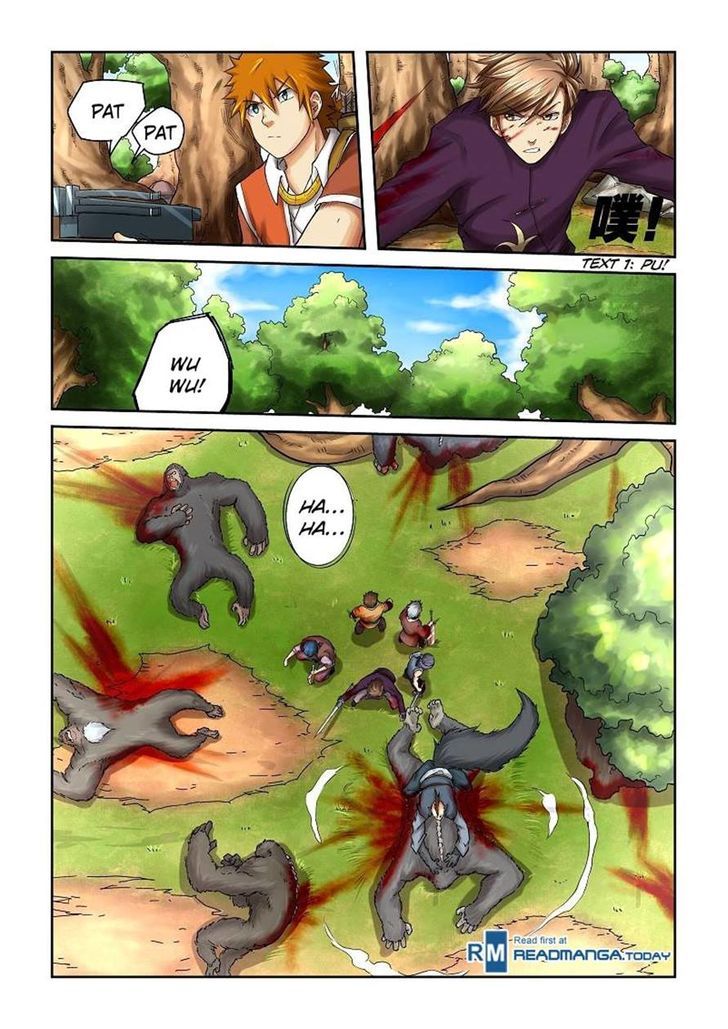 PAT
PAT
噗！
TEXT 1: PU!
WU
WU!
HA...
HA...
RM
Read first at
READMANGA.TODAY